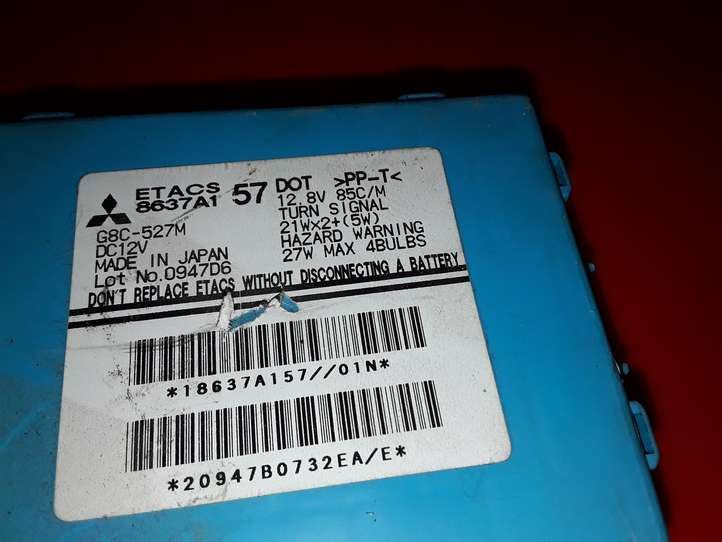 ETACS
8637A1 57
G8C-527M
DC12V
MADE IN JAPAN
Lot No.0947D6
DOT >PP-T<
12.8V 85C/M
TURN SIGNAL
21W×2+(5W)
HAZARD WARNING
27W MAX 4BULBS
DON'T REPLACE ETACS WITHOUT DISCONNECTING A BATTERY
*18637A157//01N*
*20947B0732EA/E*